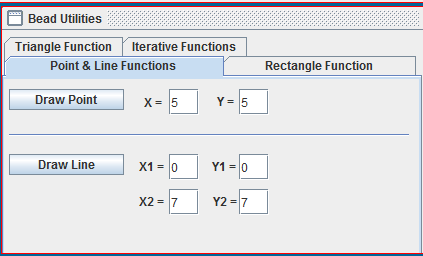 Bead Utilities
Triangle Function Iterative Functions
Point & Line Functions Rectangle Function
Draw Point X = 5 Y = 5
Draw Line X1 = 0 Y1 = 0
X2 = 7 Y2 = 7